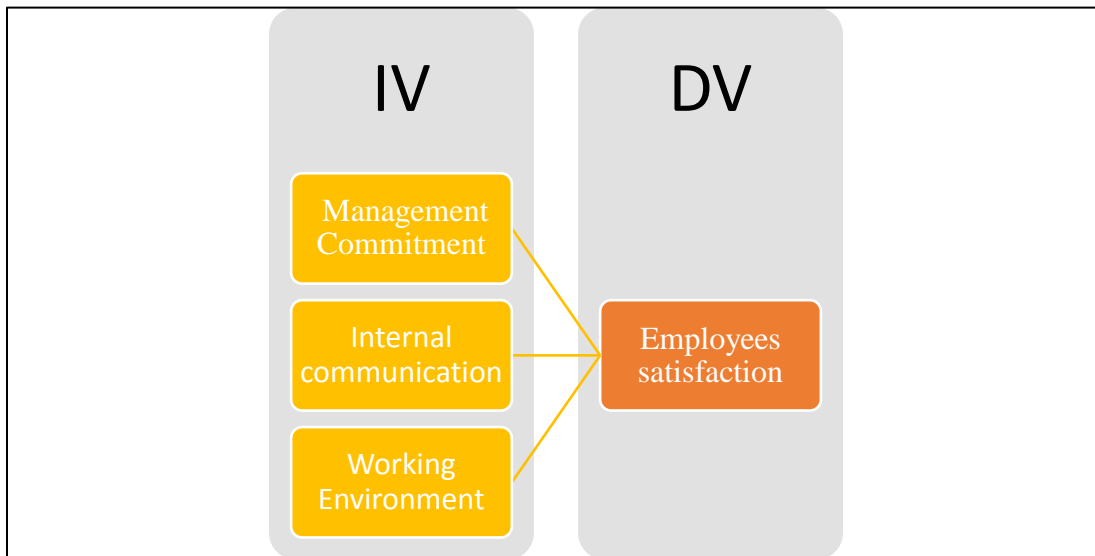 IV
DV
Management
Commitment
Internal
communication
Working
Environment
Employees
satisfaction